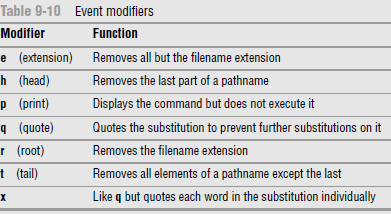 Table 9-10 Event modifiers
Modifier Function
e (extension) Removes all but the filename extension
h (head) Removes the last part of a pathname
p (print) Displays the command but does not execute it
q (quote) Quotes the substitution to prevent further substitutions on it
r (root) Removes the filename extension
t (tail) Removes all elements of a pathname except the last
x Like q but quotes each word in the substitution individually